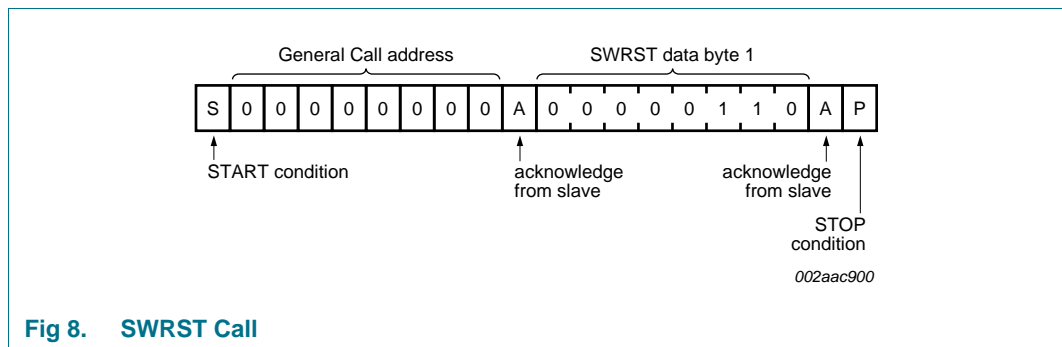 General Call address SWRST data byte 1
S 0 0 0 0 0 0 0 0 A 0 0 0 0 0 1 1 0 A P
START condition acknowledge acknowledge
from slave from slave
STOP
condition
002aac900
Fig 8. SWRST Call